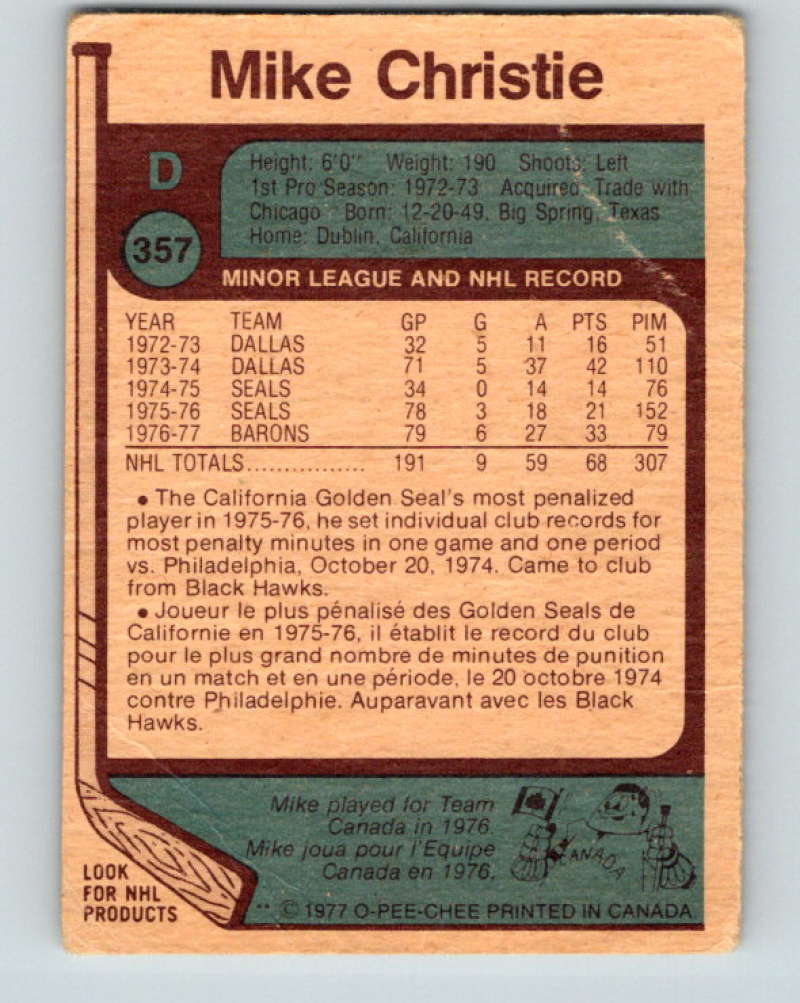 Mike Christie
D
357
Height: 6'0" Weight: 190 Shoots: Left
1st Pro Season: 1972-73 Acquired: Trade with
Chicago Born: 12-20-49, Big Spring, Texas
Home: Dublin, California
MINOR LEAGUE AND NHL RECORD
YEAR TEAM GP G A PTS PIM
1972-73 DALLAS 32 5 11 16 51
1973-74 DALLAS 71 5 37 42 110
1974-75 SEALS 34 0 14 14 76
1975-76 SEALS 78 3 18 21 152
1976-77 BARONS 79 6 27 33 79
NHL TOTALS................ 191 9 59 68 307
• The California Golden Seal's most penalized
player in 1975-76, he set individual club records for
most penalty minutes in one game and one period
vs. Philadelphia, October 20, 1974. Came to club
from Black Hawks.
• Joueur le plus pénalisé des Golden Seals de
Californie en 1975-76, il établit le record du club
pour le plus grand nombre de minutes de punition
en un match et en une période, le 20 octobre 1974
contre Philadelphie. Auparavant avec les Black
Hawks.
Mike played for Team
Canada in 1976.
Mike joua pour l'Equipe
Canada en 1976.
CANADA
LOOK
FOR NHL
PRODUCTS
** © 1977 O-PEE-CHEE PRINTED IN CANADA